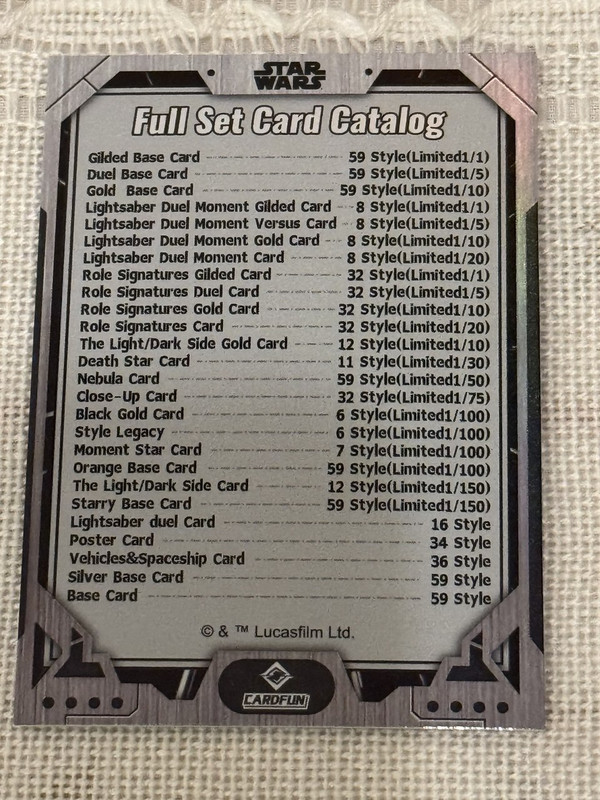 STAR
WARS
Full Set Card Catalog
Gilded Base Card 59 Style(Limited1/1)
Duel Base Card 59 Style(Limited1/5)
Gold Base Card 59 Style(Limited1/10)
Lightsaber Duel Moment Gilded Card 8 Style(Limited1/1)
Lightsaber Duel Moment Versus Card 8 Style(Limited1/5)
Lightsaber Duel Moment Gold Card 8 Style(Limited1/10)
Lightsaber Duel Moment Card 8 Style(Limited1/20)
Role Signatures Gilded Card 32 Style(Limited1/1)
Role Signatures Duel Card 32 Style(Limited1/5)
Role Signatures Gold Card 32 Style(Limited1/10)
Role Signatures Card 32 Style(Limited1/20)
The Light/Dark Side Gold Card 12 Style(Limited1/10)
Death Star Card 11 Style(Limited1/30)
Nebula Card 59 Style(Limited1/50)
Close-Up Card 32 Style(Limited1/75)
Black Gold Card 6 Style(Limited1/100)
Style Legacy 6 Style(Limited1/100)
Moment Star Card 7 Style(Limited1/100)
Orange Base Card 59 Style(Limited1/100)
The Light/Dark Side Card 12 Style(Limited1/150)
Starry Base Card 59 Style(Limited1/150)
Lightsaber duel Card 16 Style
Poster Card 34 Style
Vehicles&Spaceship Card 36 Style
Silver Base Card 59 Style
Base Card 59 Style
© & ™ Lucasfilm Ltd.
CARDFUN